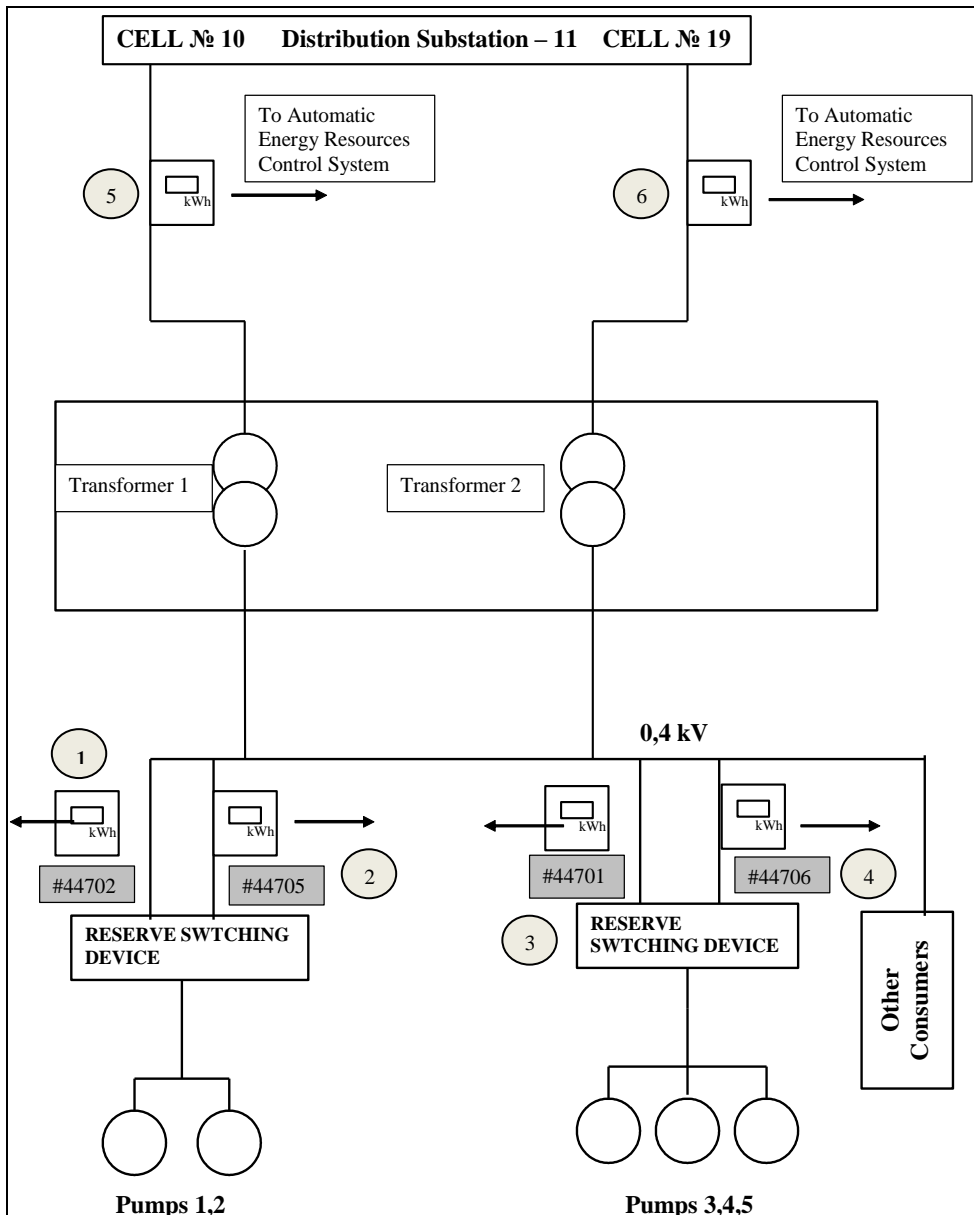 CELL № 10 Distribution Substation – 11 CELL № 19
To Automatic
Energy Resources
Control System
To Automatic
Energy Resources
Control System
5
kWh
6
kWh
Transformer 1
Transformer 2
0,4 kV
1
kWh
kWh
kWh
kWh
#44702
#44705
2
#44701
#44706
4
RESERVE SWTCHING
DEVICE
3
RESERVE
SWTCHING DEVICE
Other
Consumers
Pumps 1,2
Pumps 3,4,5